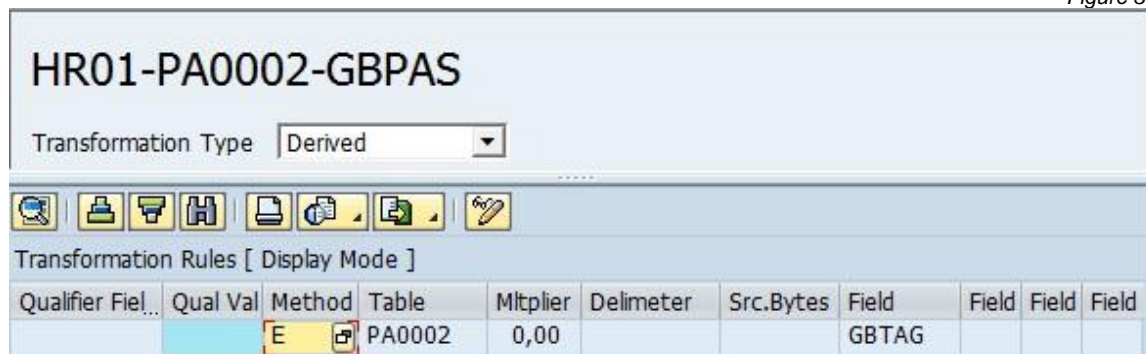 Figure 8
HR01-PA0002-GBPAS
Transformation Type Derived
Transformation Rules [ Display Mode ]
Qualifier Fiel... Qual Val Method Table Mltplier Delimeter Src.Bytes Field Field Field Field
E PA0002 0,00 GBTAG